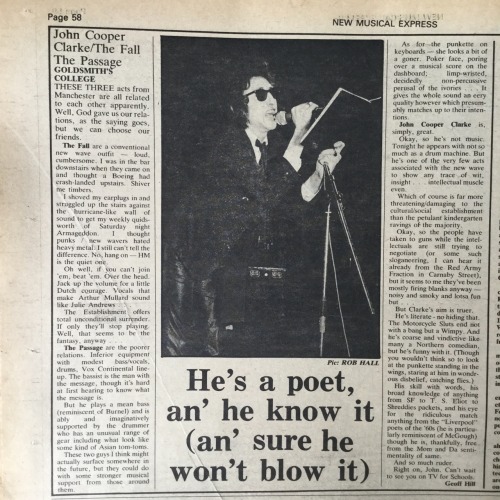 Page 58
NEW MUSICAL EXPRESS
John Cooper
Clarke/The Fall
The Passage
GOLDSMITH'S
COLLEGE
THESE THREE acts from
Manchester are all related
to each other apparently.
Well, God gave us our rela-
tions, as the saying goes,
but we can choose our
friends.
The Fall are a conventional
new wave outfit — loud,
cumbersome. I was in the bar
downstairs when they came on
and thought a Boeing had
crash-landed upstairs. Shiver
me timbers.
I shoved my earplugs in and
struggled up the stairs against
the hurricane-like wall of
sound to get my weekly quids-
worth of Saturday night
Armageddon. I thought
punks / new wavers hated
heavy metal: I still can't tell the
difference. No, hang on — HM
is the quiet one.
Oh well, if you can't join
'em, beat 'em. Over the head.
Jack up the volume for a little
Dutch courage. Vocals that
make Arthur Mullard sound
like Julie Andrews.
The Establishment offers
total unconditional surrender.
If only they'll stop playing.
Well, that seems to be the
fantasy, anyway.
The Passage are the poorer
relations. Inferior equipment
with modest bass/vocals,
drums, Vox Continental line-
up. The bassist is the man with
the message, though it's hard
at first hearing to know what
the message is.
But he plays a mean bass
(reminiscent of Burnel) and is
ably and imaginatively
supported by the drummer
who has an unusual range of
gear including what look like
some kind of Asian tom-toms.
These two guys I think might
actually surface somewhere in
the future, but they could do
with some stronger musical
support from those around
them.
Pic: ROB HALL
He's a poet,
an' he know it
(an' sure he
won't blow it)
As for the punkette on
keyboards — she looks a bit of
a goner. Poker face, poring
over a musical score on the
dashboard; limp-wristed,
decidedly non-percussive
perusal of the ivories . . . It
gives the whole sound an eery
quality however which presum-
ably matches up to their inten-
tions.
John Cooper Clarke is,
simply, great.
Okay, so he's not music.
Tonight he appears with not so
much as a drum machine. But
he's one of the very few acts
associated with the new wave
to show any trace of wit,
insight . . . intellectual muscle
even.
Which of course is far more
threatening/damaging to the
cultural/social establishment
than the petulant kindergarten
ravings of the majority.
Okay, so the people have
taken to guns while the intel-
lectuals are still trying to
negotiate (or some such
sloganeering, I can hear it
already from the Red Army
Fraction in Carnaby Street),
but it seems to me they've been
mostly firing blanks anyway —
noisy and smoky and lotsa fun
but . . .
But Clarke's aim is truer.
He's literate - no hiding that.
The Motorcycle Sluts end not
with a bang but a Wimpy. And
he's coarse and vindictive like
many a Northern comedian,
but he's funny with it. (Though
you wouldn't think so to look
at the punkette standing in the
wings, staring at him in wondr-
ous disbelief, catching flies.)
His skill with words, his
broad knowledge of anything
from SF to T. S. Eliot to
Shreddies packets, and his eye
for the ridiculous match
anything from the "Liverpool"
poets of the '60s (he is particu-
larly reminiscent of McGough)
though he is, thankfully, free
from the Mom and Da senti-
mentality of same.
And so much ruder.
Right on, John. Can't wait
to see you on TV for Schools.
Geoff Hill